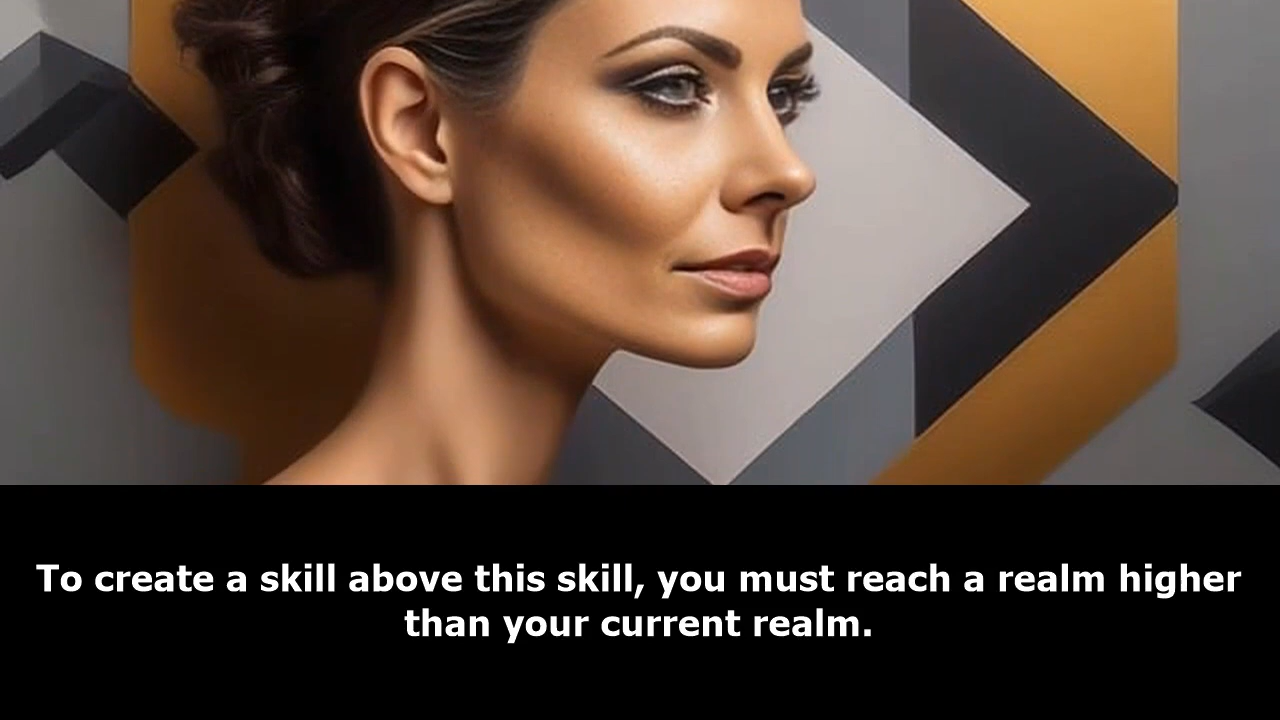 To create a skill above this skill, you must reach a realm higher
than your current realm.